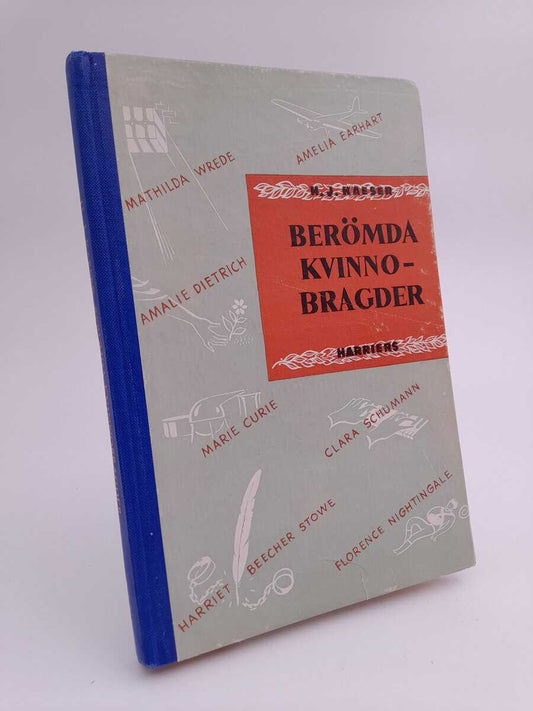 AMELIA EARHART
MATHILDA WREDE
H. J. KAESER
BERÖMDA
KVINNO-
BRAGDER
HARRIERS
AMALIE DIETRICH
MARIE CURIE
CLARA SCHUMANN
HARRIET BEECHER STOWE
FLORENCE NIGHTINGALE